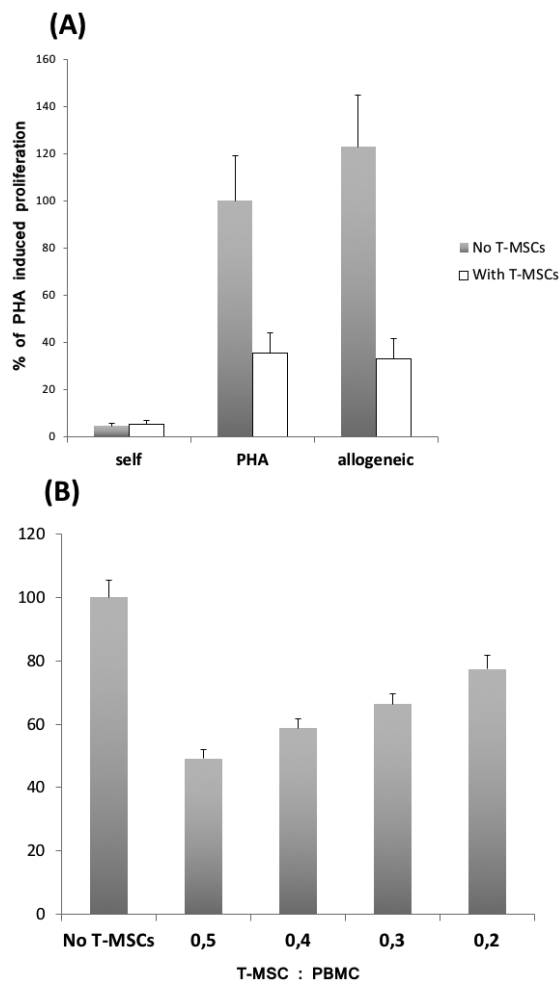 (A)
% of PHA induced proliferation
160
140
120
100
80
60
40
20
0
self PHA allogeneic
No T-MSCs
With T-MSCs
(B)
120
100
80
60
40
20
0
No T-MSCs 0,5 0,4 0,3 0,2
T-MSC : PBMC